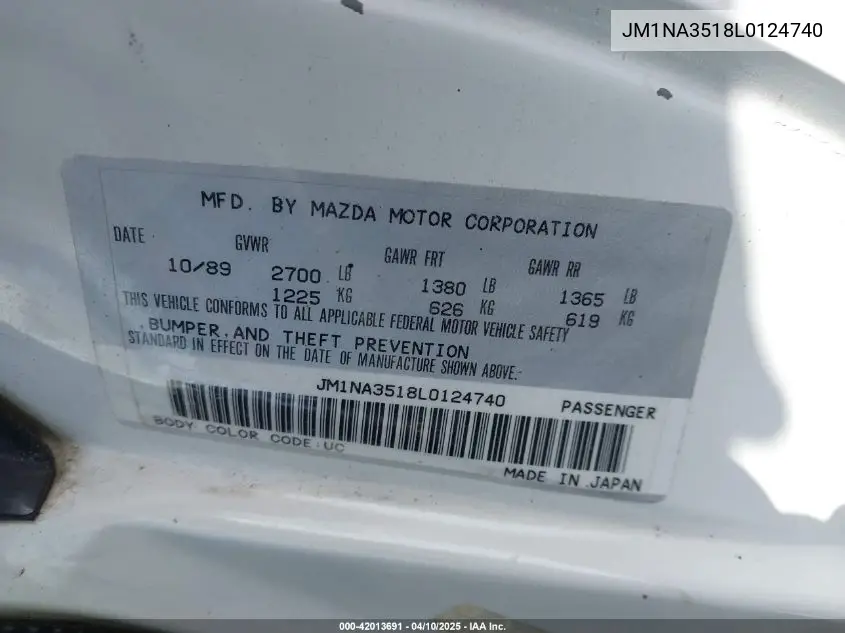 JM1NA3518L0124740
MFD. BY MAZDA MOTOR CORPORATION
DATE GVWR GAWR FRT GAWR RR
10/89 2700 LB 1380 LB 1365 LB
1225 KG 626 KG 619 KG
THIS VEHICLE CONFORMS TO ALL APPLICABLE FEDERAL MOTOR VEHICLE SAFETY
BUMPER AND THEFT PREVENTION
STANDARD IN EFFECT ON THE DATE OF MANUFACTURE SHOWN ABOVE.
JM1NA3518L0124740 PASSENGER
BODY COLOR CODE:UC
MADE IN JAPAN
000-42013691 - 04/10/2025 - IAA Inc.